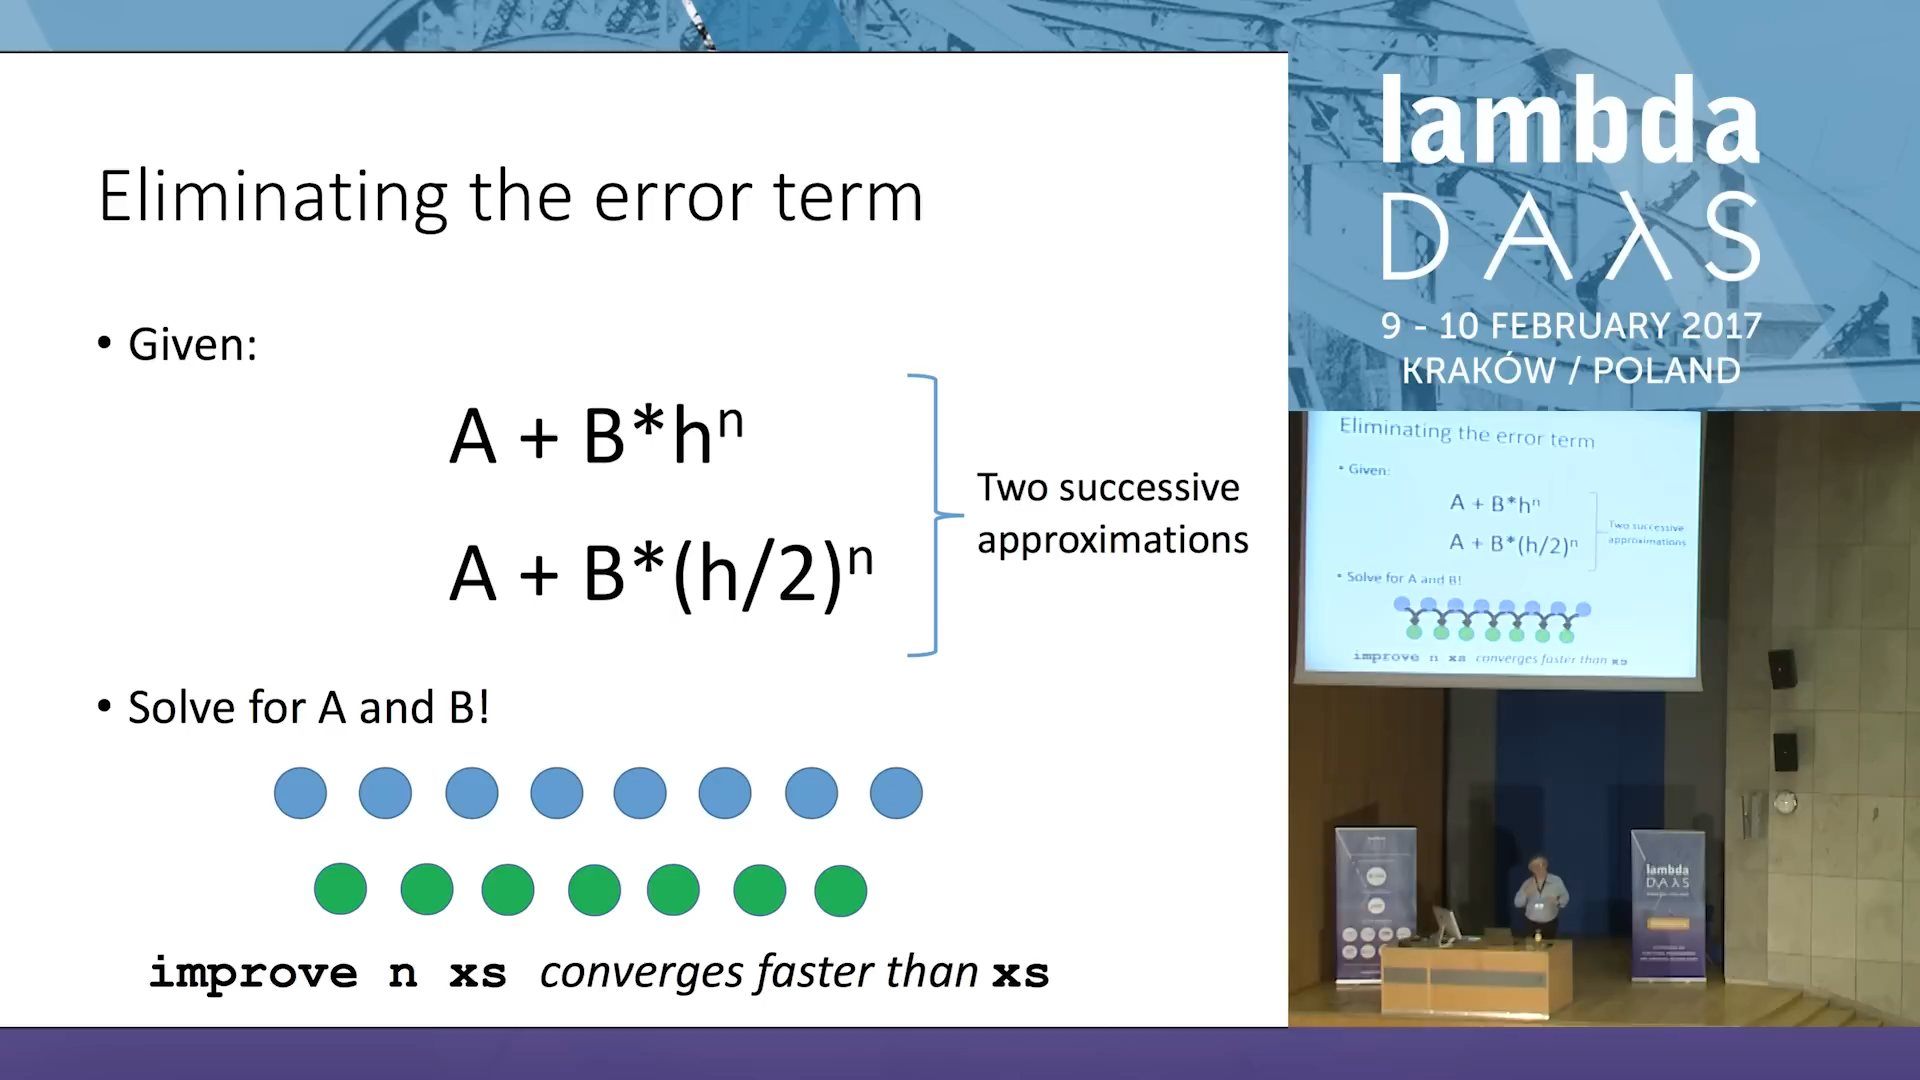 Eliminating the error term
• Given:
A + B*hⁿ
A + B*(h/2)ⁿ
Two successive
approximations
• Solve for A and B!
improve n xs converges faster than xs
lambda
DAλS
9 - 10 FEBRUARY 2017
KRAKÓW / POLAND
Eliminating the error term
• Given:
A + B*hⁿ
A + B*(h/2)ⁿ
Two successive
approximations
• Solve for A and B!
improve n xs converges faster than xs
lambda
DAλS